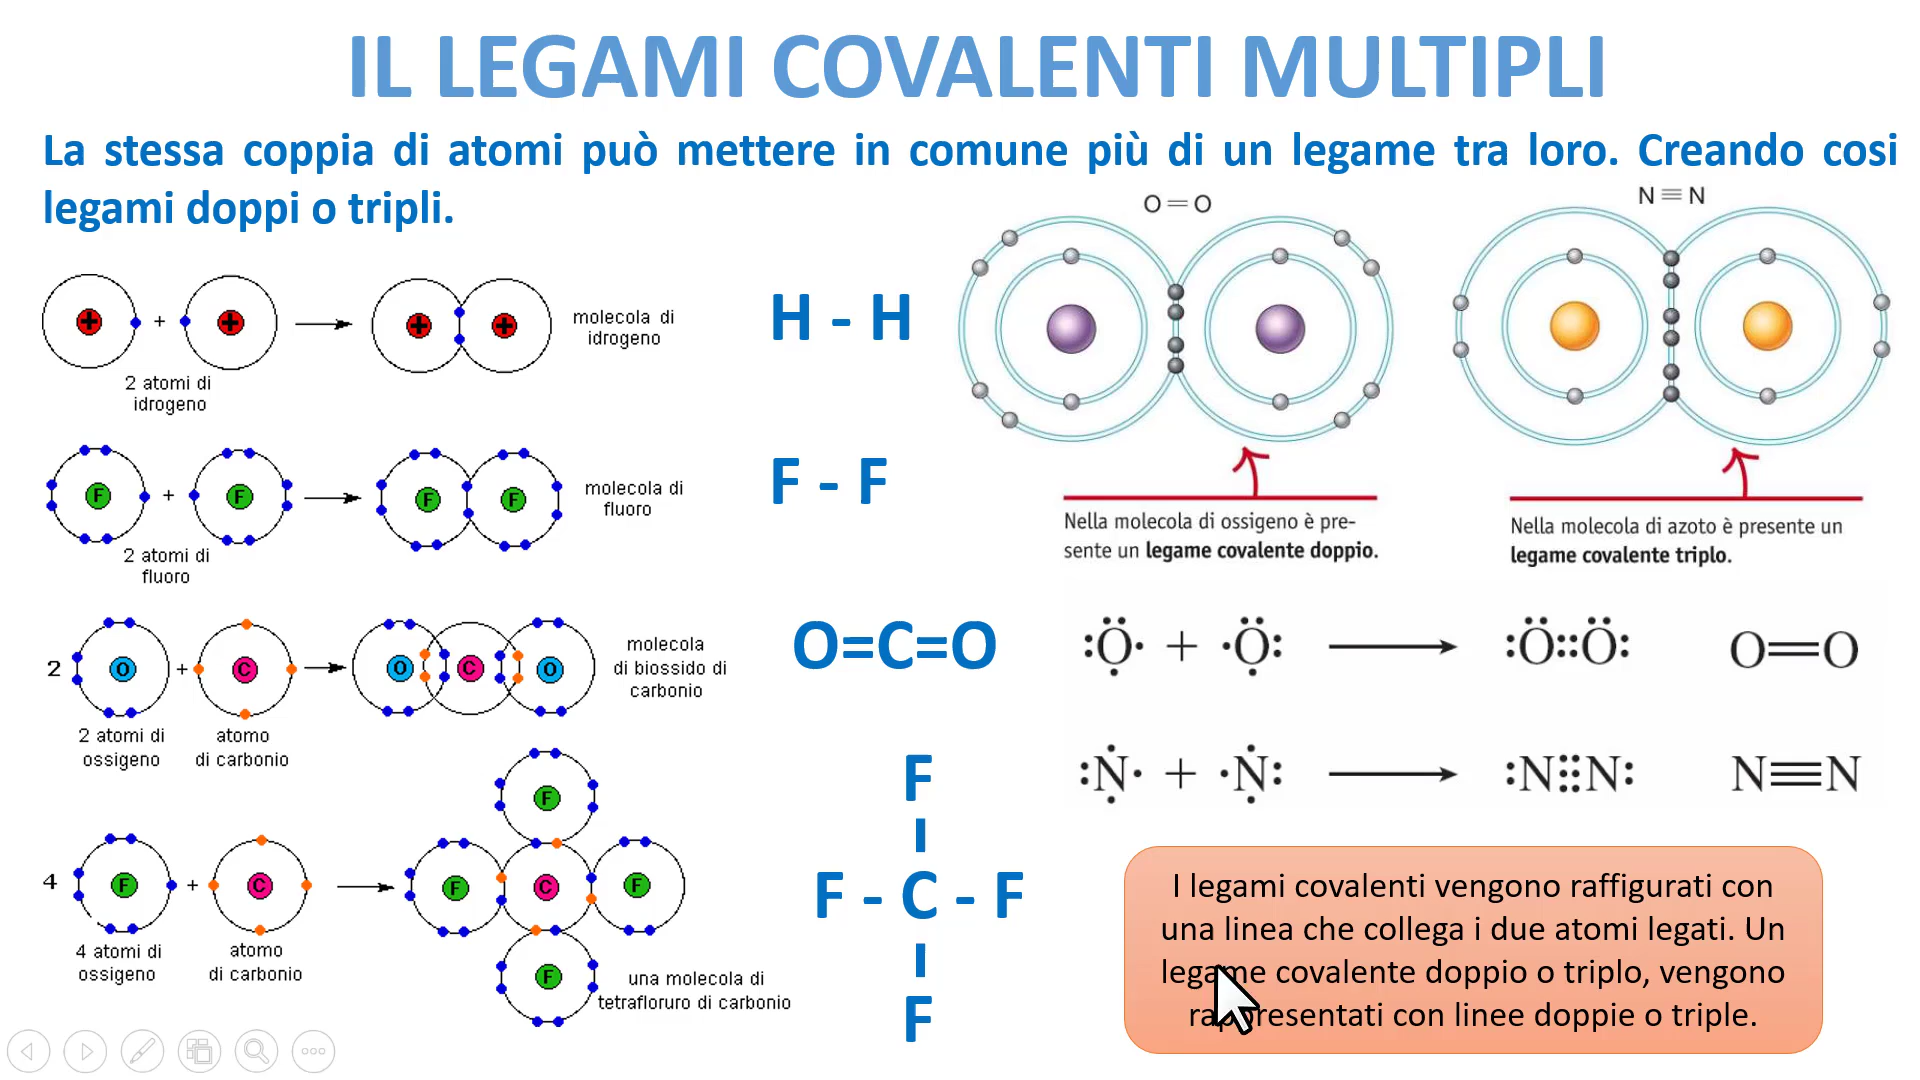 IL LEGAMI COVALENTI MULTIPLI
La stessa coppia di atomi può mettere in comune più di un legame tra loro. Creando cosi
legami doppi o tripli.
+
molecola di
idrogeno
2 atomi di
idrogeno
H - H
F + F
F F
molecola di
fluoro
2 atomi di
fluoro
F - F
2 O + C
O C O
molecola
di biossido di
carbonio
2 atomi di
ossigeno
atomo
di carbonio
O=C=O
4 F + C
F
F C F
F
4 atomi di
ossigeno
atomo
di carbonio
una molecola di
tetrafloruro di carbonio
F
F - C - F
F
O=O
N≡N
Nella molecola di ossigeno è pre-
sente un legame covalente doppio.
Nella molecola di azoto è presente un
legame covalente triplo.
:Ö· + ·Ö: :Ö::Ö: O=O
:N· + ·N: :N⋮⋮N: N≡N
I legami covalenti vengono raffigurati con
una linea che collega i due atomi legati. Un
legame covalente doppio o triplo, vengono
rappresentati con linee doppie o triple.